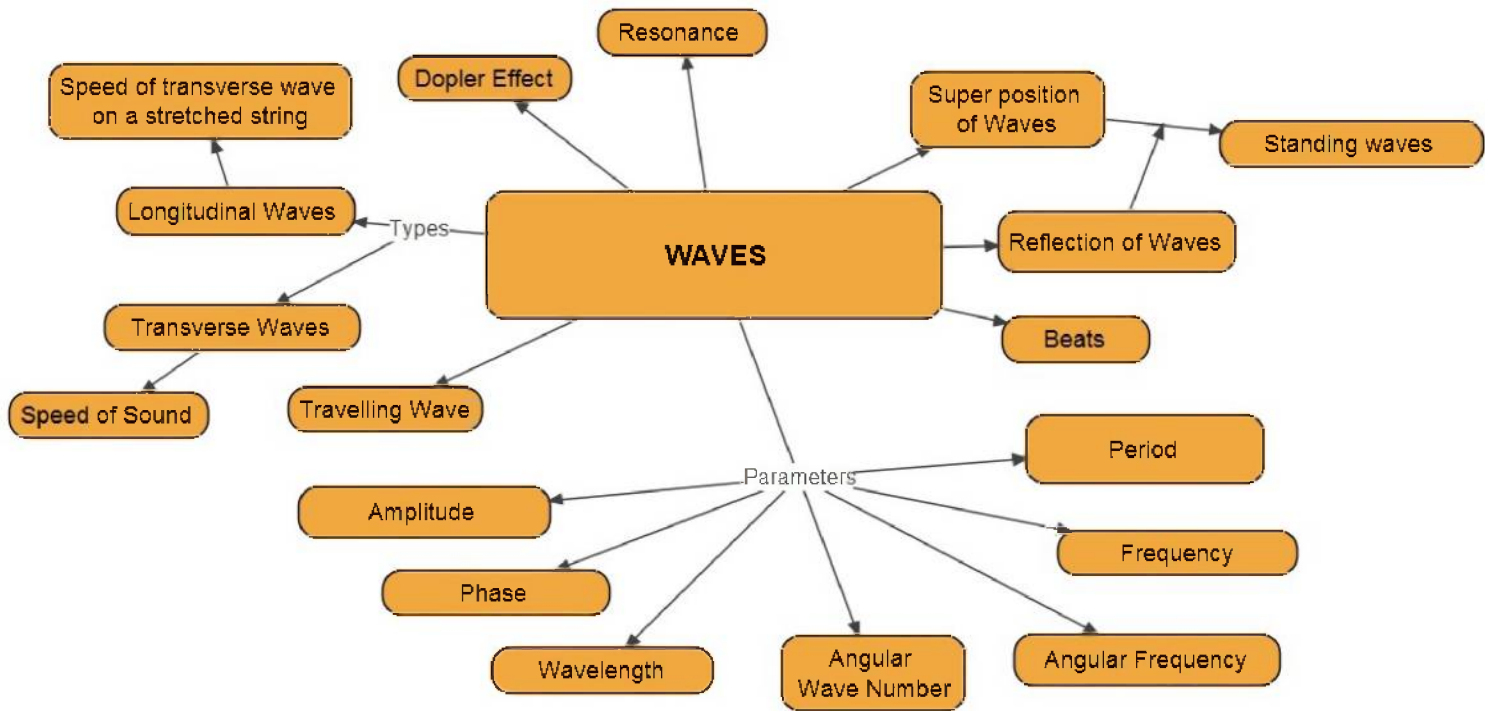 Resonance
Dopler Effect
Speed of transverse wave
on a stretched string
Super position
of Waves
Standing waves
Longitudinal Waves
Types
WAVES
Reflection of Waves
Transverse Waves
Beats
Speed of Sound
Travelling Wave
Period
Parameters
Amplitude
Frequency
Phase
Wavelength
Angular
Wave Number
Angular Frequency